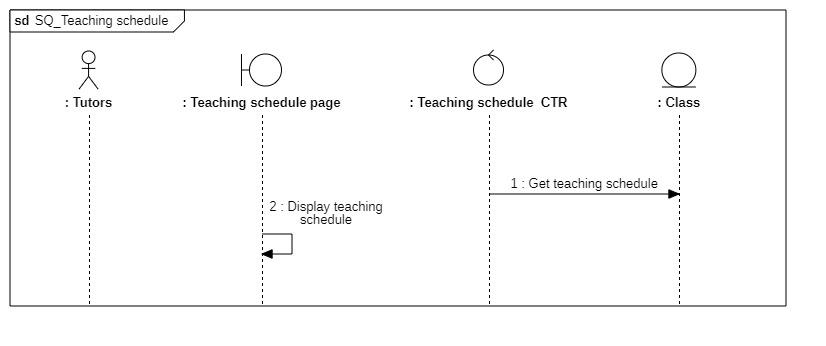 sd SQ_Teaching schedule
: Tutors
: Teaching schedule page
: Teaching schedule  CTR
: Class
1 : Get teaching schedule
2 : Display teaching
schedule